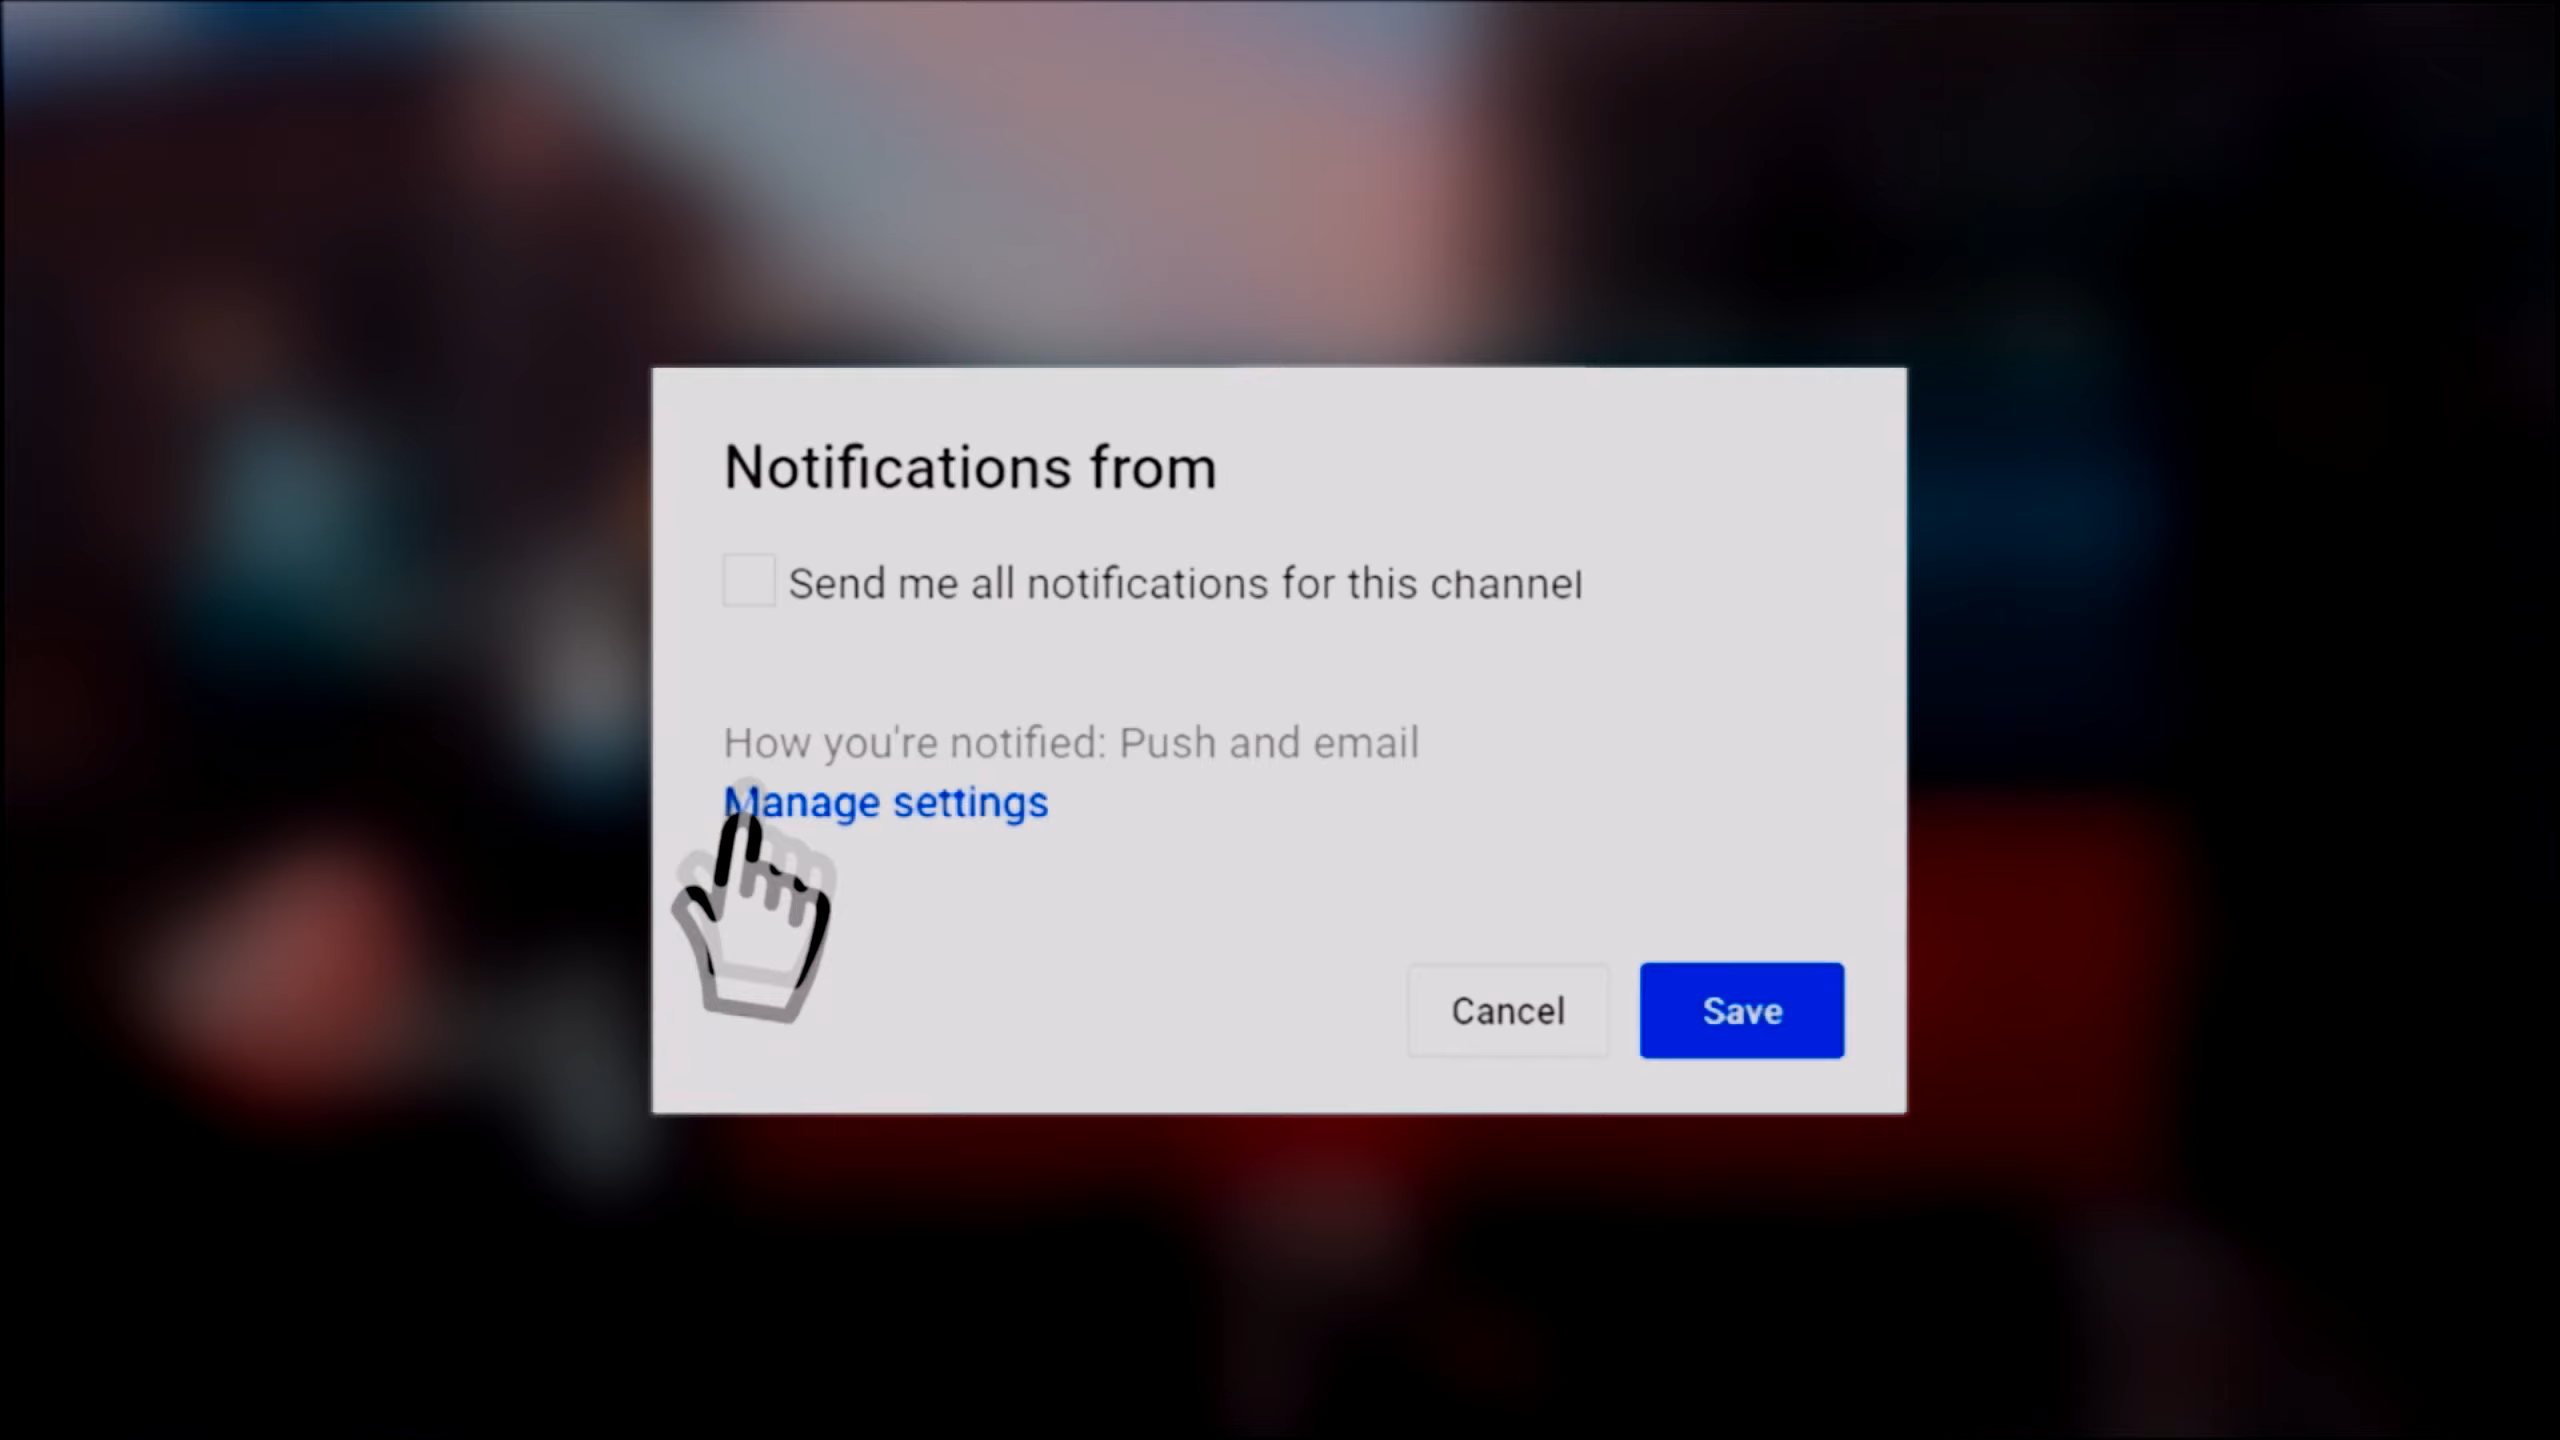 Notifications from
Send me all notifications for this channel
How you're notified: Push and email
Manage settings
Cancel
Save